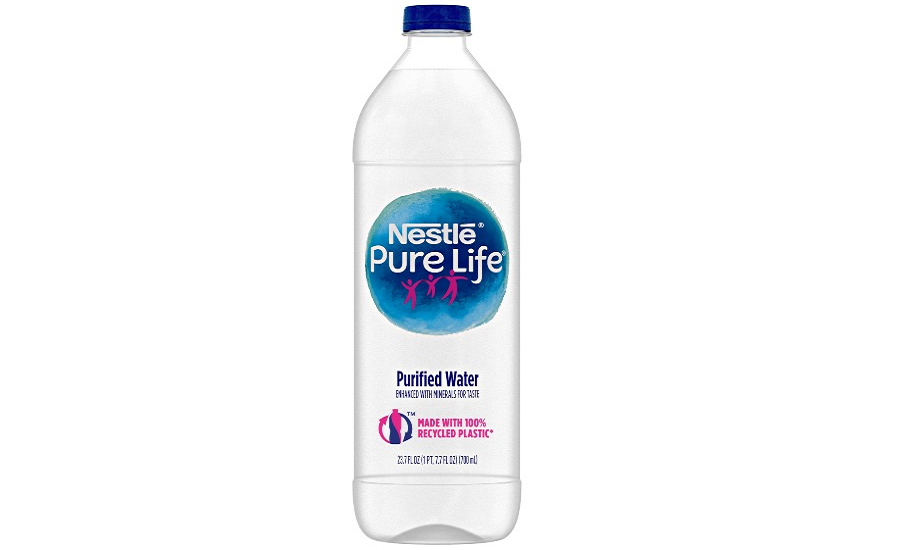 Nestlé®
Pure Life®
Purified Water
ENHANCED WITH MINERALS FOR TASTE
™
MADE WITH 100%
RECYCLED PLASTIC*
23.7 FL OZ (1 PT, 7.7 FL OZ) (700 mL)